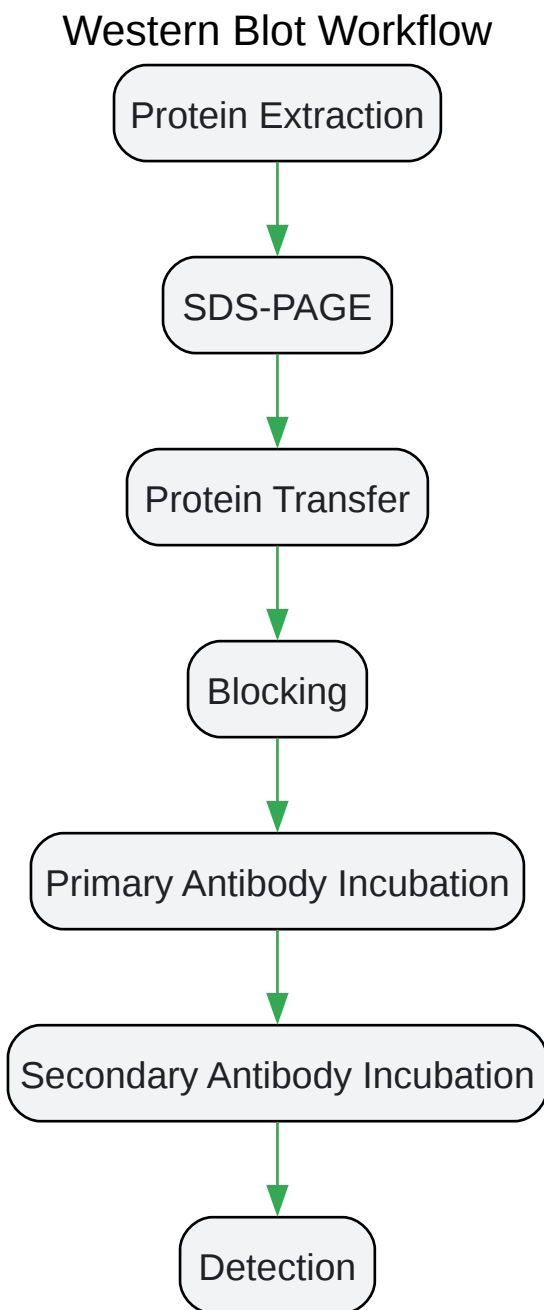 Western Blot Workflow
Protein Extraction
SDS-PAGE
Protein Transfer
Blocking
Primary Antibody Incubation
Secondary Antibody Incubation
Detection